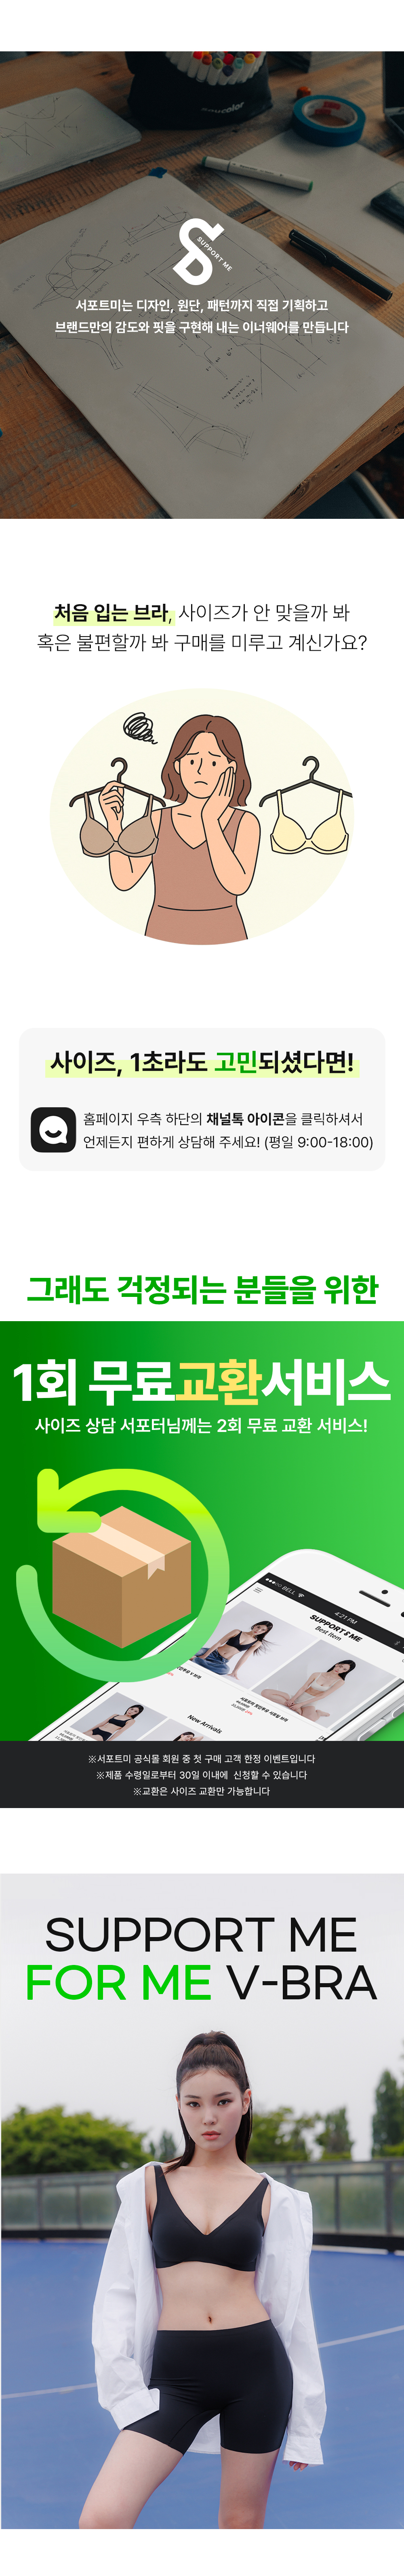 SUPPORT ME
서포트미는 디자인, 원단, 패턴까지 직접 기획하고
브랜드만의 감도와 핏을 구현해 내는 이너웨어를 만듭니다
처음 입는 브라, 사이즈가 안 맞을까 봐
혹은 불편할까 봐 구매를 미루고 계신가요?
사이즈, 1초라도 고민되셨다면!
홈페이지 우측 하단의 채널톡 아이콘을 클릭하셔서
언제든지 편하게 상담해 주세요! (평일 9:00-18:00)
그래도 걱정되는 분들을 위한
1회 무료교환서비스
사이즈 상담 서포터님께는 2회 무료 교환 서비스!
BELL
4:21 PM
SUPPORT ME
Best Item
New Arrivals
※서포트미 공식몰 회원 중 첫 구매 고객 한정 이벤트입니다
※제품 수령일로부터 30일 이내에 신청할 수 있습니다
※교환은 사이즈 교환만 가능합니다
SUPPORT ME
FOR ME V-BRA